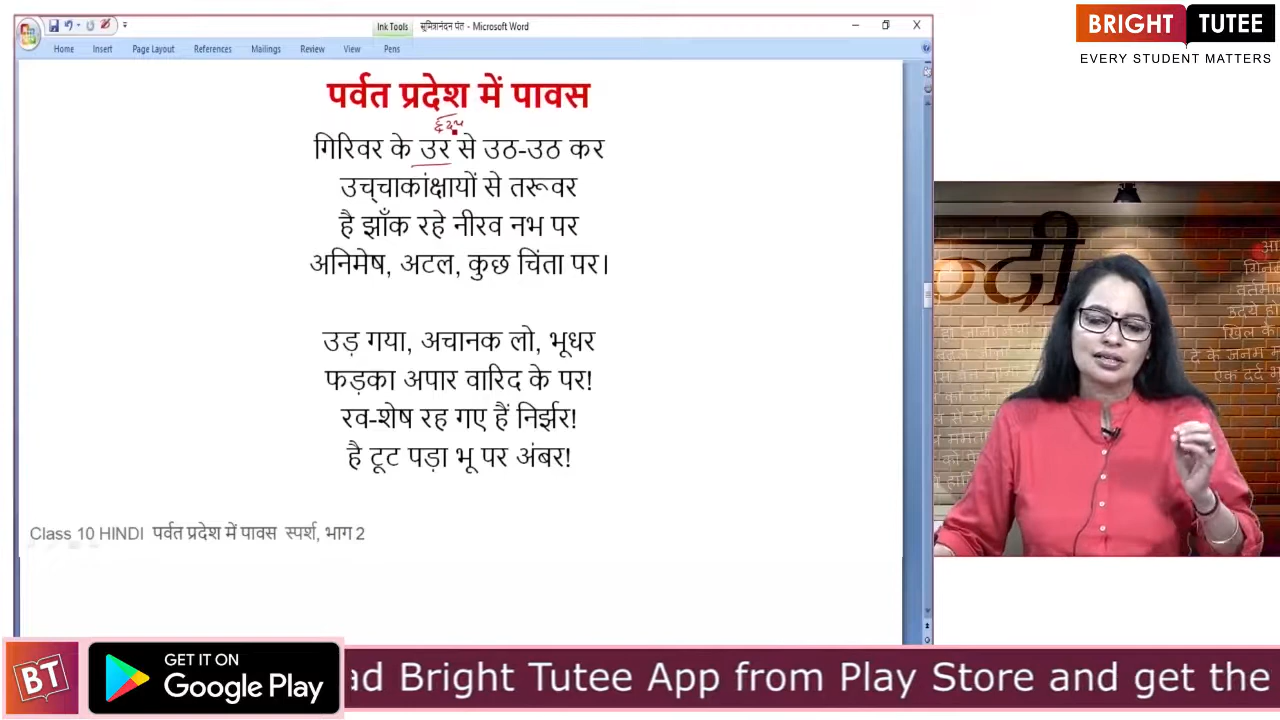 सुमित्रानंदन पंत - Microsoft Word
Ink Tools
Home Insert Page Layout References Mailings Review View Pens
BRIGHT TUTEE
EVERY STUDENT MATTERS
पर्वत प्रदेश में पावस
हृदय
गिरिवर के उर से उठ-उठ कर
उच्चाकांक्षायों से तरूवर
है झाँक रहे नीरव नभ पर
अनिमेष, अटल, कुछ चिंता पर।
उड़ गया, अचानक लो, भूधर
फड़का अपार वारिद के पर!
रव-शेष रह गए हैं निर्झर!
है टूट पड़ा भू पर अंबर!
Class 10 HINDI पर्वत प्रदेश में पावस स्पर्श, भाग 2
BT
GET IT ON
Google Play
ad Bright Tutee App from Play Store and get the